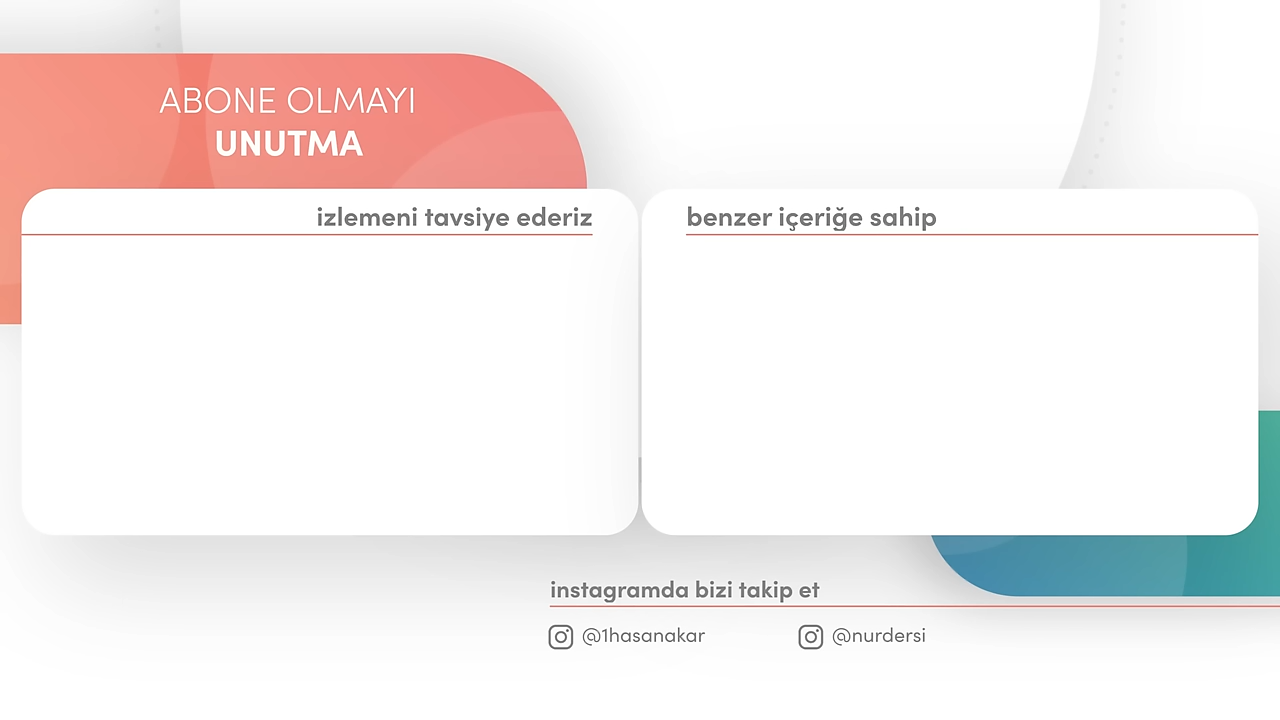 ABONE OLMAYI
UNUTMA
izlemeni tavsiye ederiz
benzer içeriğe sahip
instagramda bizi takip et
@1hasanakar
@nurdersi